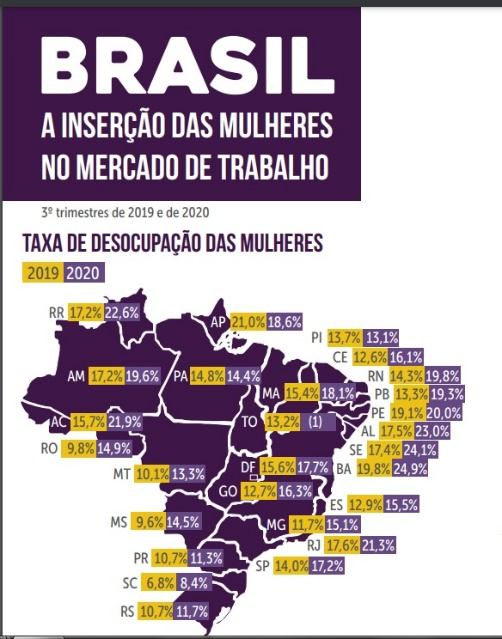 BRASIL
A INSERÇÃO DAS MULHERES
NO MERCADO DE TRABALHO
3º trimestres de 2019 e de 2020
TAXA DE DESOCUPAÇÃO DAS MULHERES
2019 2020
RR 17,2% 22,6%
AP 21,0% 18,6%
PI 13,7% 13,1%
CE 12,6% 16,1%
RN 14,3% 19,8%
AM 17,2% 19,6%
PA 14,8% 14,4%
MA 15,4% 18,1%
PB 13,3% 19,3%
PE 19,1% 20,0%
AC 15,7% 21,9%
TO 13,2% (1)
AL 17,5% 23,0%
RO 9,8% 14,9%
SE 17,4% 24,1%
MT 10,1% 13,3%
DF 15,6% 17,7%
BA 19,8% 24,9%
GO 12,7% 16,3%
ES 12,9% 15,5%
MS 9,6% 14,5%
MG 11,7% 15,1%
RJ 17,6% 21,3%
PR 10,7% 11,3%
SP 14,0% 17,2%
SC 6,8% 8,4%
RS 10,7% 11,7%